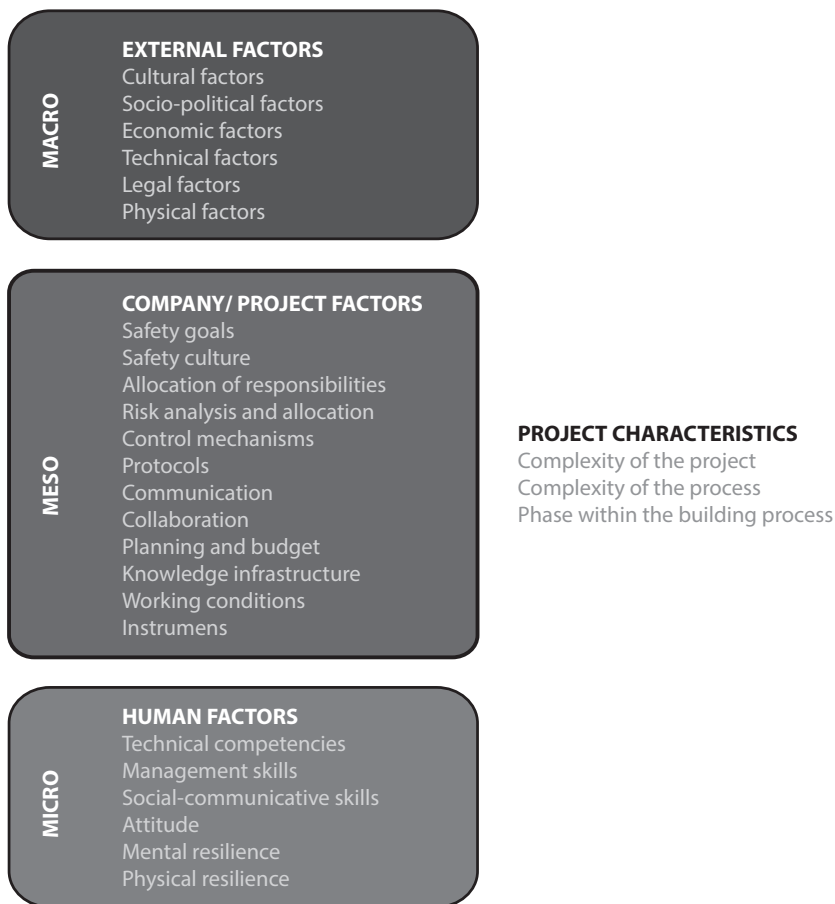 MACRO
EXTERNAL FACTORS
Cultural factors
Socio-political factors
Economic factors
Technical factors
Legal factors
Physical factors
MESO
COMPANY/ PROJECT FACTORS
Safety goals
Safety culture
Allocation of responsibilities
Risk analysis and allocation
Control mechanisms
Protocols
Communication
Collaboration
Planning and budget
Knowledge infrastructure
Working conditions
Instrumens
PROJECT CHARACTERISTICS
Complexity of the project
Complexity of the process
Phase within the building process
MICRO
HUMAN FACTORS
Technical competencies
Management skills
Social-communicative skills
Attitude
Mental resilience
Physical resilience